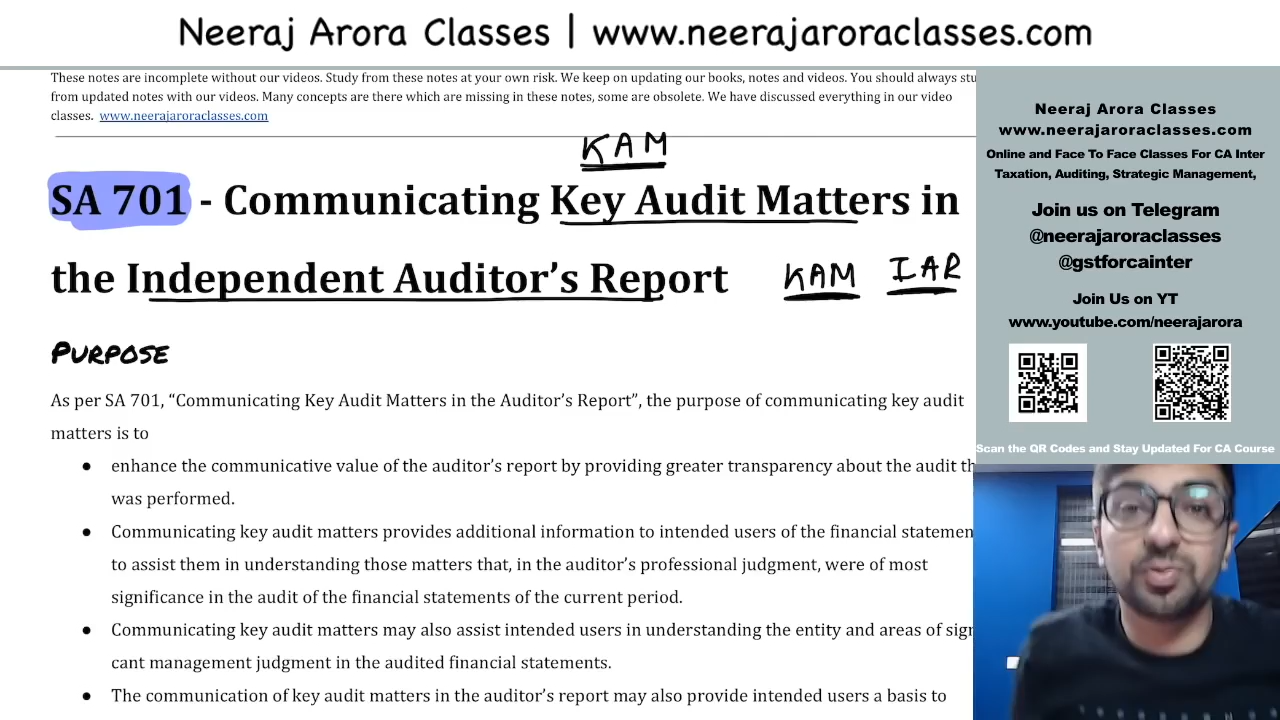 Neeraj Arora Classes | www.neerajaroraclasses.com
These notes are incomplete without our videos. Study from these notes at your own risk. We keep on updating our books, notes and videos. You should always stu
from updated notes with our videos. Many concepts are there which are missing in these notes, some are obsolete. We have discussed everything in our video
classes. www.neerajaroraclasses.com
KAM
SA 701 - Communicating Key Audit Matters in
the Independent Auditor’s Report KAM IAR
PURPOSE
As per SA 701, “Communicating Key Audit Matters in the Auditor’s Report”, the purpose of communicating key audit
matters is to
● enhance the communicative value of the auditor’s report by providing greater transparency about the audit th
was performed.
● Communicating key audit matters provides additional information to intended users of the financial statemen
to assist them in understanding those matters that, in the auditor’s professional judgment, were of most
significance in the audit of the financial statements of the current period.
● Communicating key audit matters may also assist intended users in understanding the entity and areas of sign
cant management judgment in the audited financial statements.
● The communication of key audit matters in the auditor’s report may also provide intended users a basis to
Neeraj Arora Classes
www.neerajaroraclasses.com
Online and Face To Face Classes For CA Inter
Taxation, Auditing, Strategic Management,
Join us on Telegram
@neerajaroraclasses
@gstforcainter
Join Us on YT
www.youtube.com/neerajarora
Scan the QR Codes and Stay Updated For CA Course